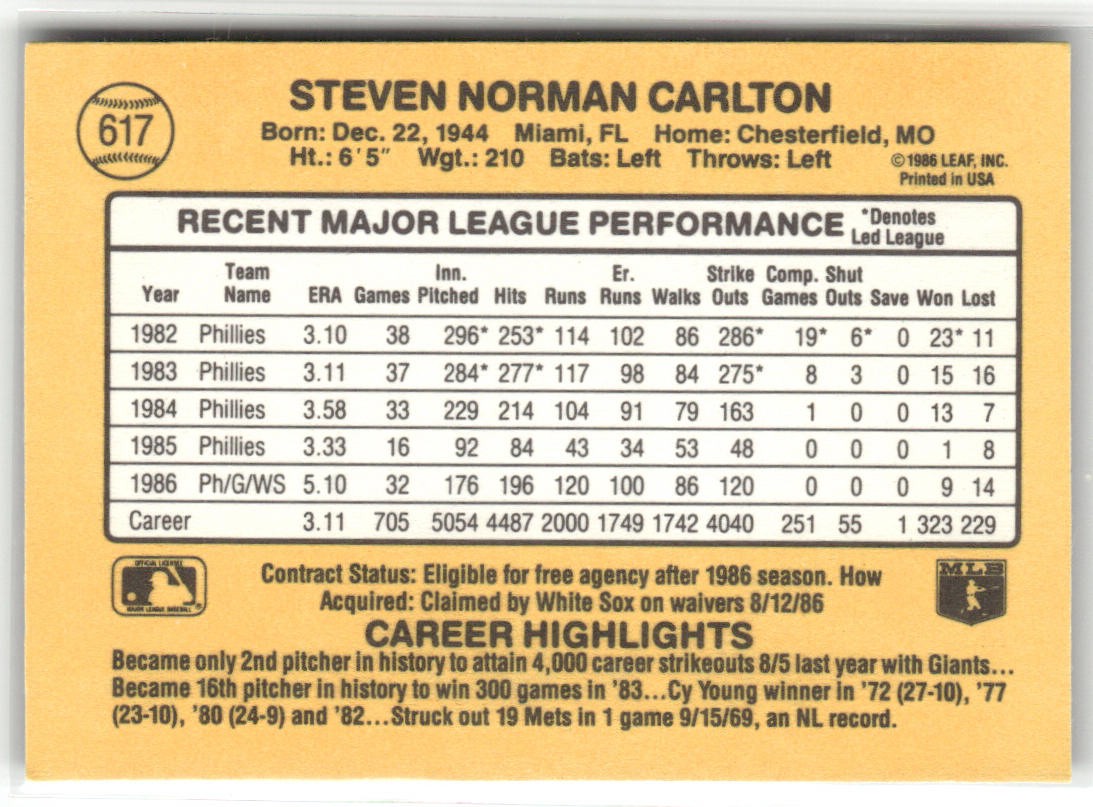 617
STEVEN NORMAN CARLTON
Born: Dec. 22, 1944 Miami, FL Home: Chesterfield, MO
Ht.: 6'5" Wgt.: 210 Bats: Left Throws: Left
©1986 LEAF, INC.
Printed in USA
RECENT MAJOR LEAGUE PERFORMANCE
*Denotes
Led League
Year Team Name ERA Games Inn. Pitched Hits Runs Er. Runs Walks Strike Outs Comp. Games Shut Outs Save Won Lost
1982 Phillies 3.10 38 296* 253* 114 102 86 286* 19* 6* 0 23* 11
1983 Phillies 3.11 37 284* 277* 117 98 84 275* 8 3 0 15 16
1984 Phillies 3.58 33 229 214 104 91 79 163 1 0 0 13 7
1985 Phillies 3.33 16 92 84 43 34 53 48 0 0 0 1 8
1986 Ph/G/WS 5.10 32 176 196 120 100 86 120 0 0 0 9 14
Career 3.11 705 5054 4487 2000 1749 1742 4040 251 55 1 323 229
OFFICIAL LICENSEE
MAJOR LEAGUE BASEBALL
Contract Status: Eligible for free agency after 1986 season. How
Acquired: Claimed by White Sox on waivers 8/12/86
MLB
CAREER HIGHLIGHTS
Became only 2nd pitcher in history to attain 4,000 career strikeouts 8/5 last year with Giants...
Became 16th pitcher in history to win 300 games in '83...Cy Young winner in '72 (27-10), '77
(23-10), '80 (24-9) and '82...Struck out 19 Mets in 1 game 9/15/69, an NL record.